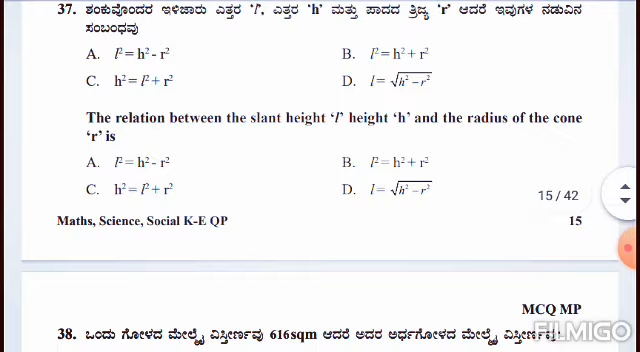 37. ಶಂಕುವೊಂದರ ಇಳಿಜಾರು ಎತ್ತರ 'l', ಎತ್ತರ 'h' ಮತ್ತು ಪಾದದ ತ್ರಿಜ್ಯ 'r' ಆದರೆ ಇವುಗಳ ನಡುವಿನ
ಸಂಬಂಧವು
A. l² = h² - r² B. l² = h² + r²
C. h² = l² + r² D. l = √h² – r²
The relation between the slant height 'l' height 'h' and the radius of the cone
'r' is
A. l² = h² - r² B. l² = h² + r²
C. h² = l² + r² D. l = √h² – r²
15 / 42
Maths, Science, Social K-E QP 15
MCQ MP
FILMIGO
38. ಒಂದು ಗೋಳದ ಮೇಲ್ಮೈ ವಿಸ್ತೀರ್ಣವು 616sqm ಆದರೆ ಅದರ ಅರ್ಧಗೋಳದ ಮೇಲ್ಮೈ ವಿಸ್ತೀರ್ಣವು